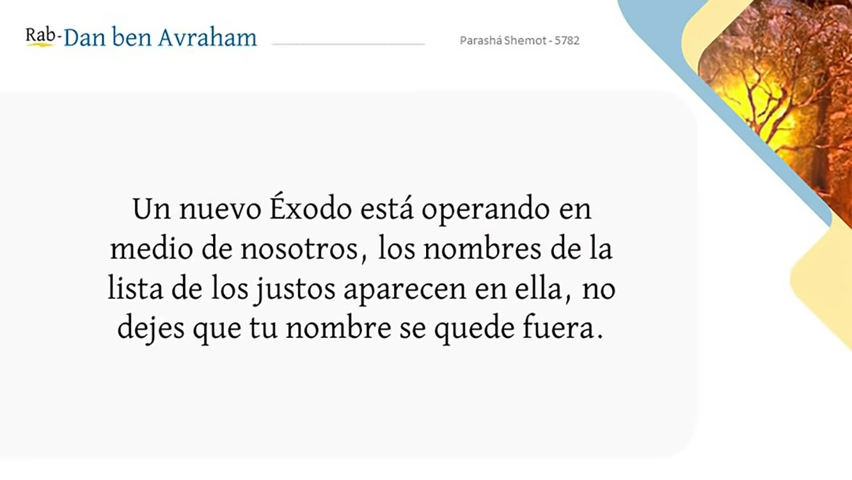 Rab-Dan ben Avraham
Parashá Shemot - 5782
Un nuevo Éxodo está operando en
medio de nosotros, los nombres de la
lista de los justos aparecen en ella, no
dejes que tu nombre se quede fuera.